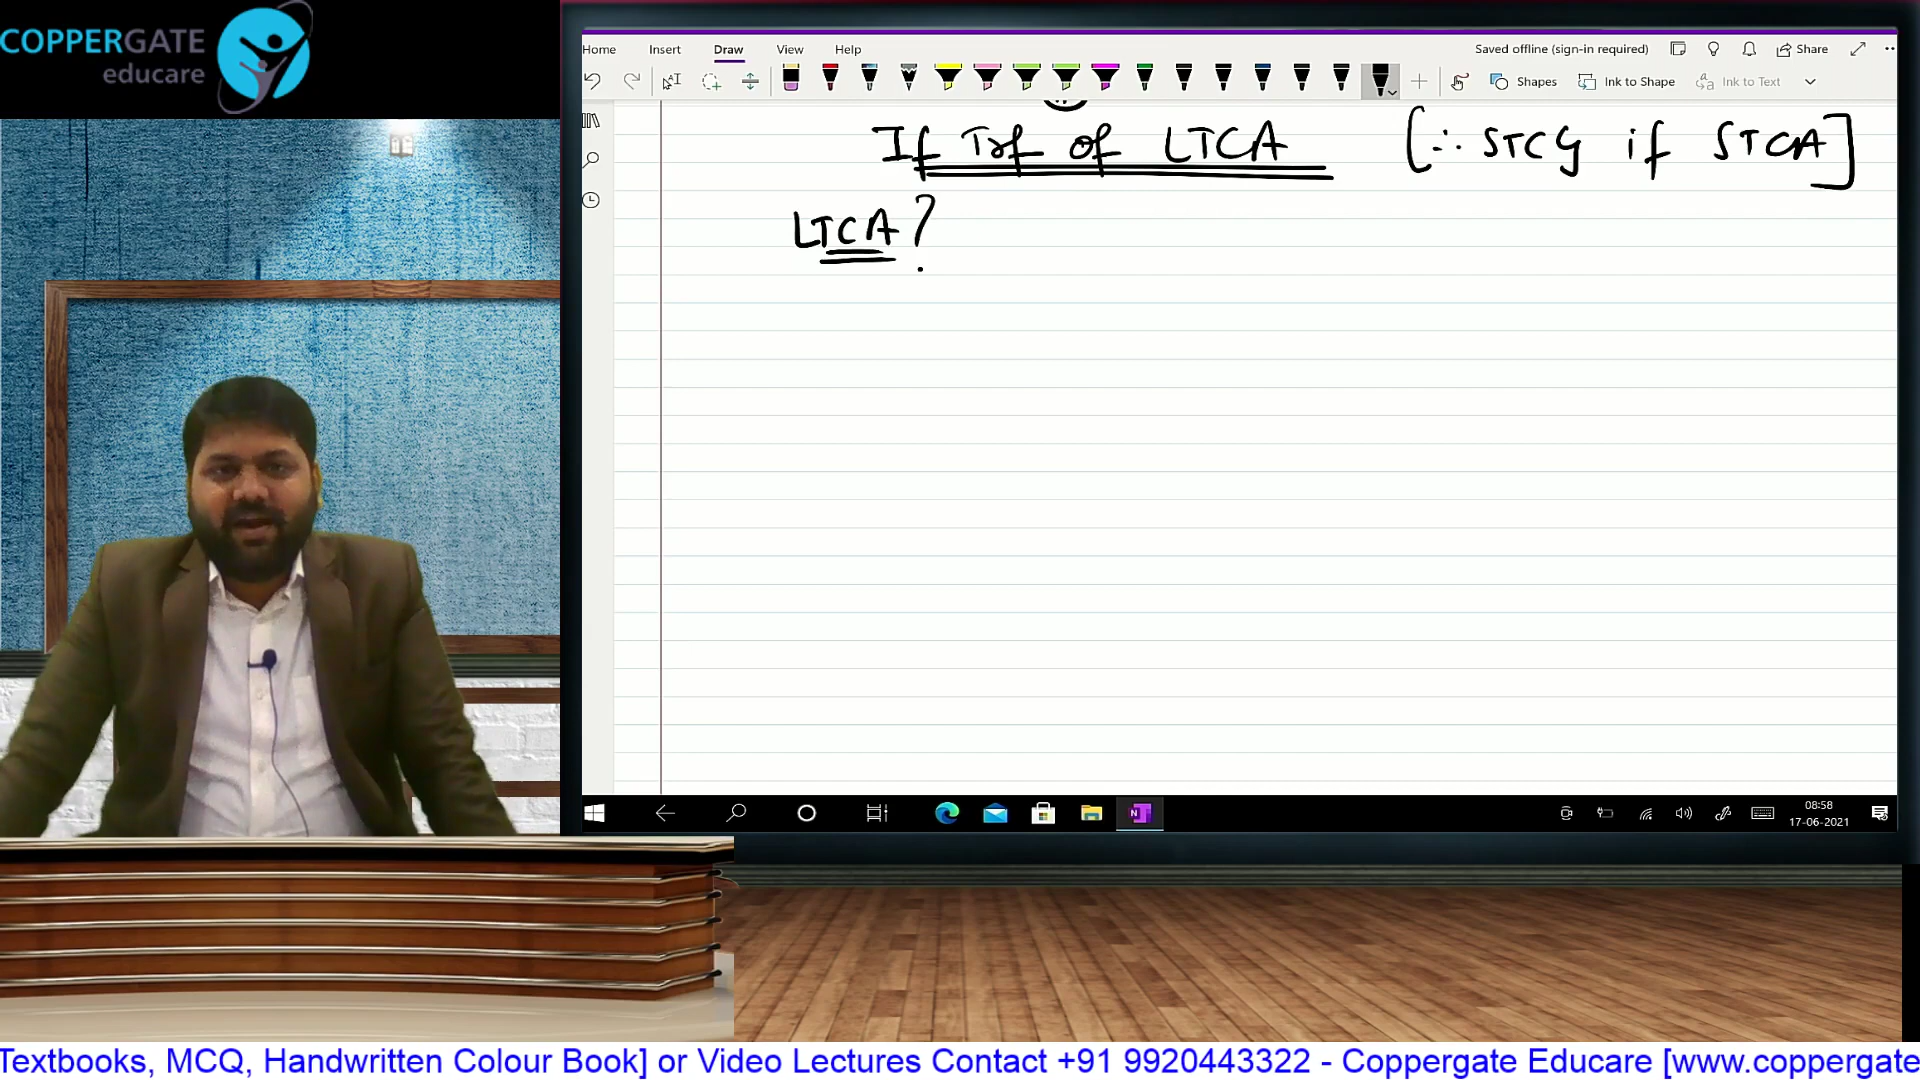 COPPERGATE
educare
Home Insert Draw View Help Saved offline (sign-in required) Share
Shapes Ink to Shape Ink to Text
If Trf of LTCA [∴ STCG if STCA]
LTCA ?
08:58
17-06-2021
Textbooks, MCQ, Handwritten Colour Book] or Video Lectures Contact +91 9920443322 - Coppergate Educare [www.coppergate